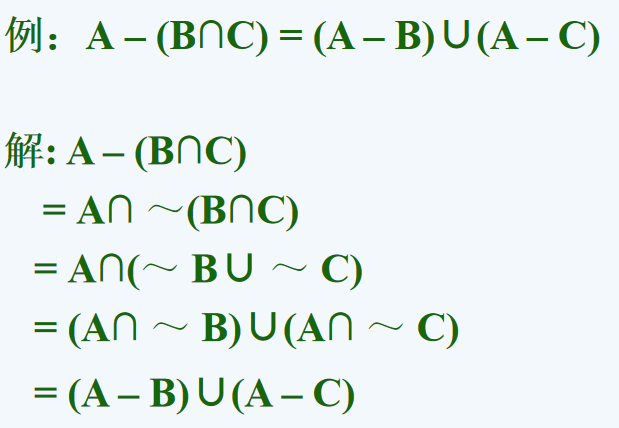 例：A – (B∩C) = (A – B)∪(A – C)
解: A – (B∩C)
= A∩ ～(B∩C)
= A∩(～ B∪ ～ C)
= (A∩ ～ B)∪(A∩ ～ C)
= (A – B)∪(A – C)